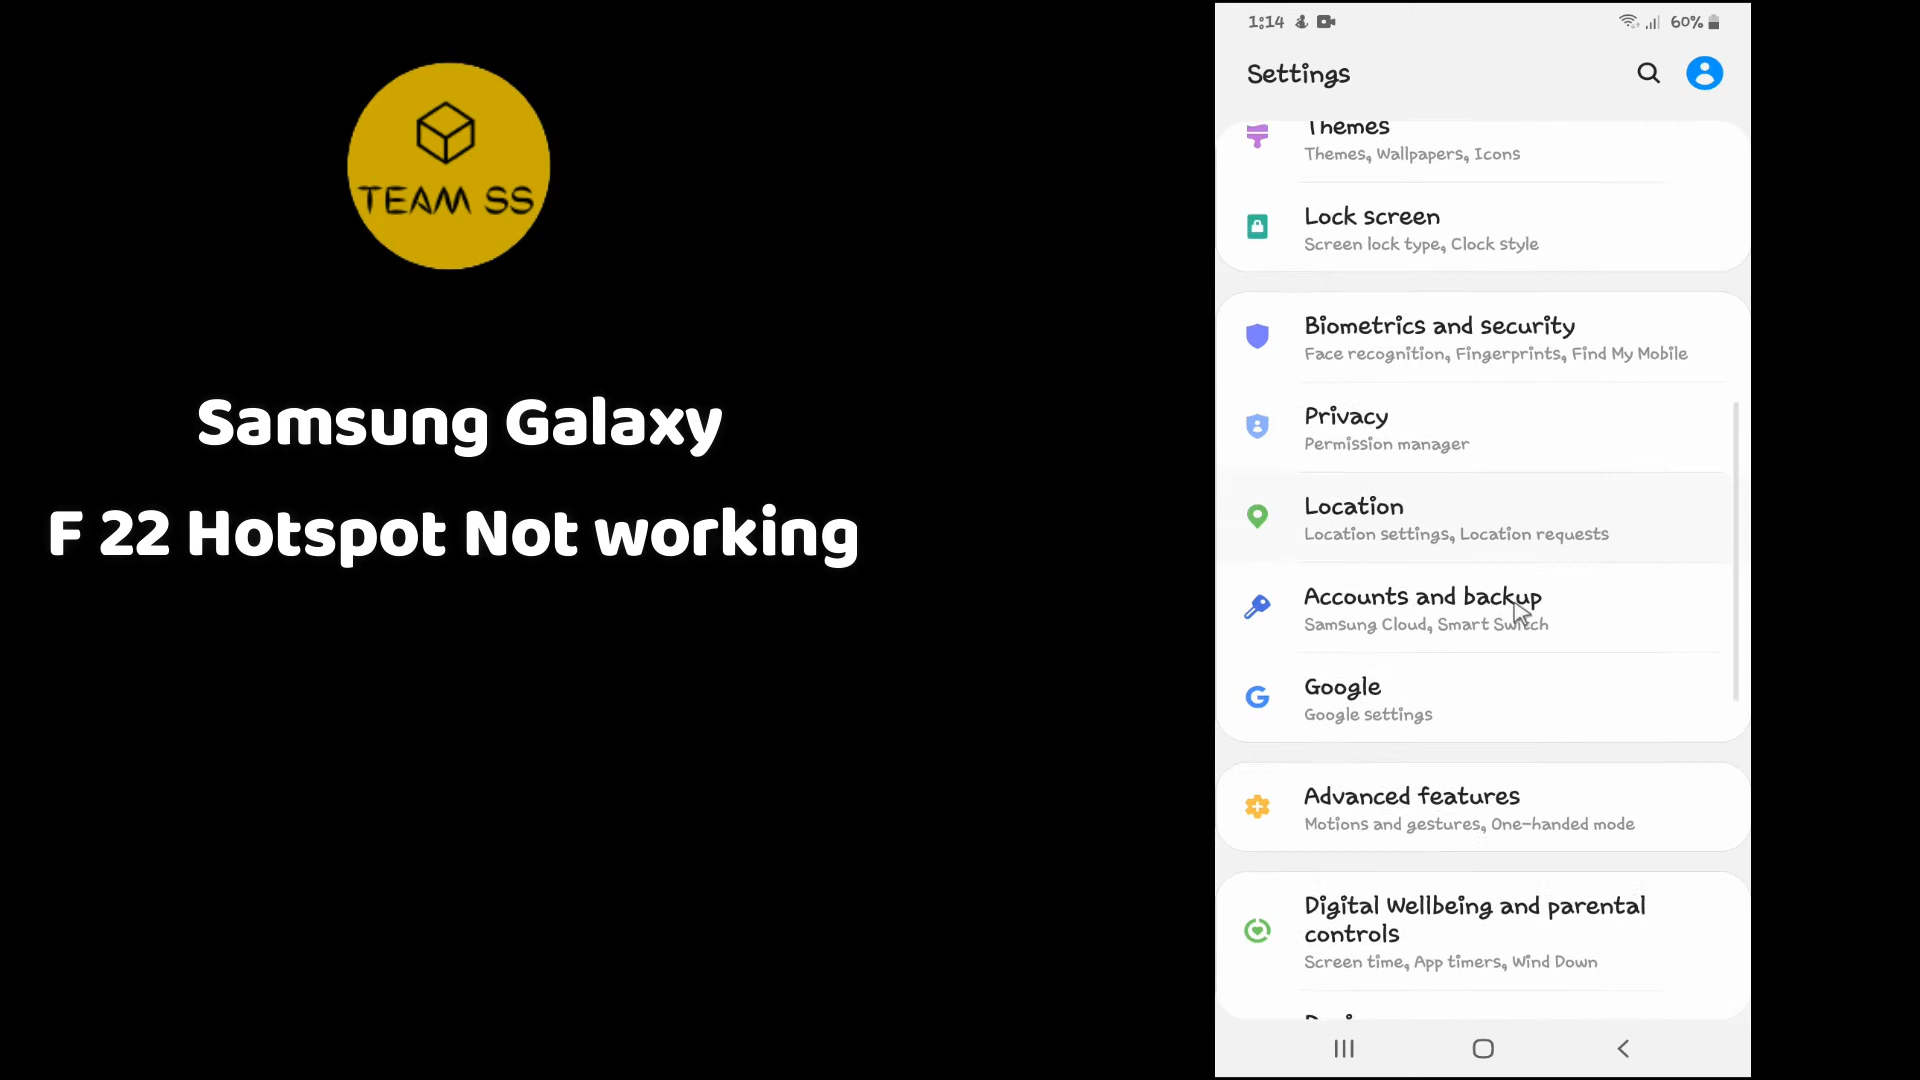 TEAM SS
Samsung Galaxy
F 22 Hotspot Not working
1:14
60%
Settings
Themes
Themes, Wallpapers, Icons
Lock screen
Screen lock type, Clock style
Biometrics and security
Face recognition, Fingerprints, Find My Mobile
Privacy
Permission manager
Location
Location settings, Location requests
Accounts and backup
Samsung Cloud, Smart Switch
Google
Google settings
Advanced features
Motions and gestures, One-handed mode
Digital Wellbeing and parental
controls
Screen time, App timers, Wind Down